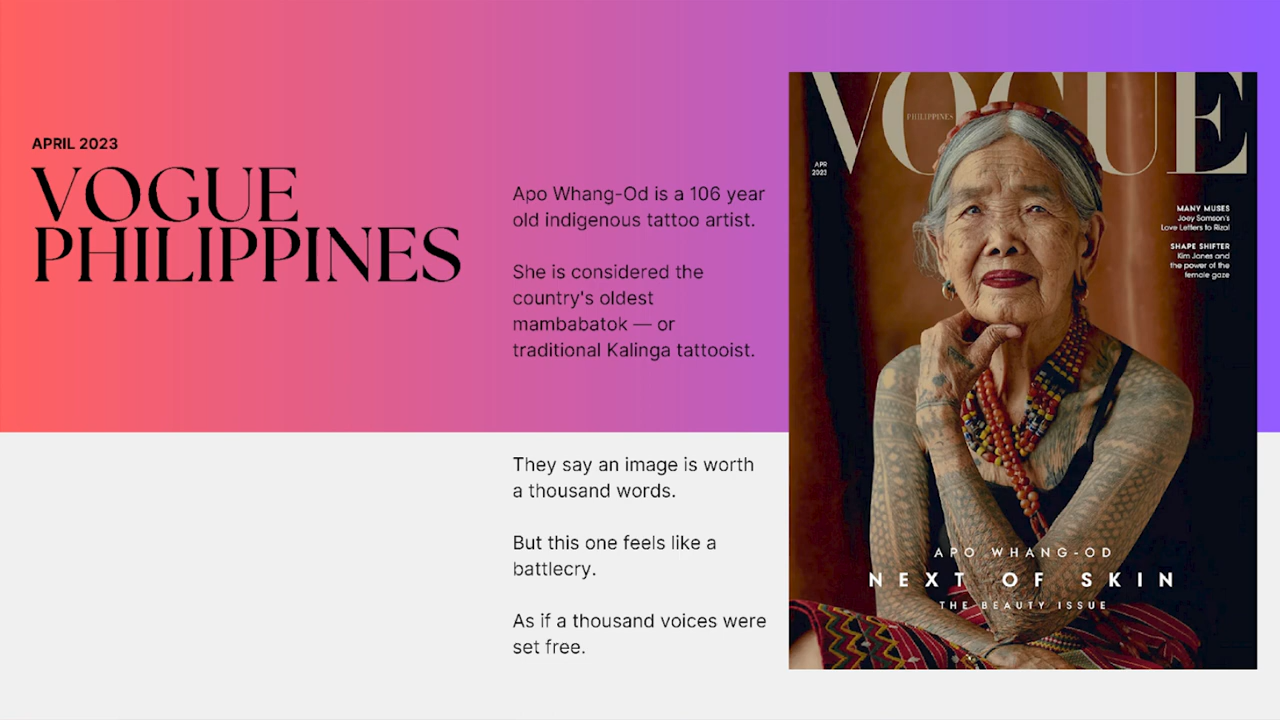 APRIL 2023
VOGUE
PHILIPPINES
Apo Whang-Od is a 106 year
old indigenous tattoo artist.
She is considered the
country's oldest
mambabatok — or
traditional Kalinga tattooist.
They say an image is worth
a thousand words.
But this one feels like a
battlecry.
As if a thousand voices were
set free.
VOGUE
PHILIPPINES
APR
2023
MANY MUSES
Joey Samson's
Love Letters to Rizal
SHAPE SHIFTER
Kim Jones and
the power of the
female gaze
APO WHANG-OD
NEXT OF SKIN
THE BEAUTY ISSUE